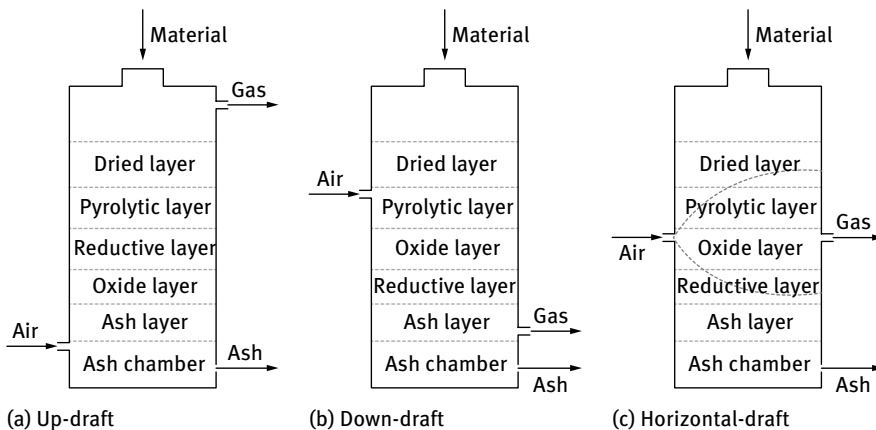 Material
Gas
Dried layer
Pyrolytic layer
Reductive layer
Oxide layer
Ash layer
Air
Ash chamber
Ash
(a) Up-draft
Material
Dried layer
Air
Pyrolytic layer
Oxide layer
Reductive layer
Ash layer
Gas
Ash chamber
Ash
(b) Down-draft
Material
Dried layer
Pyrolytic layer
Air
Oxide layer
Gas
Reductive layer
Ash layer
Ash chamber
Ash
(c) Horizontal-draft